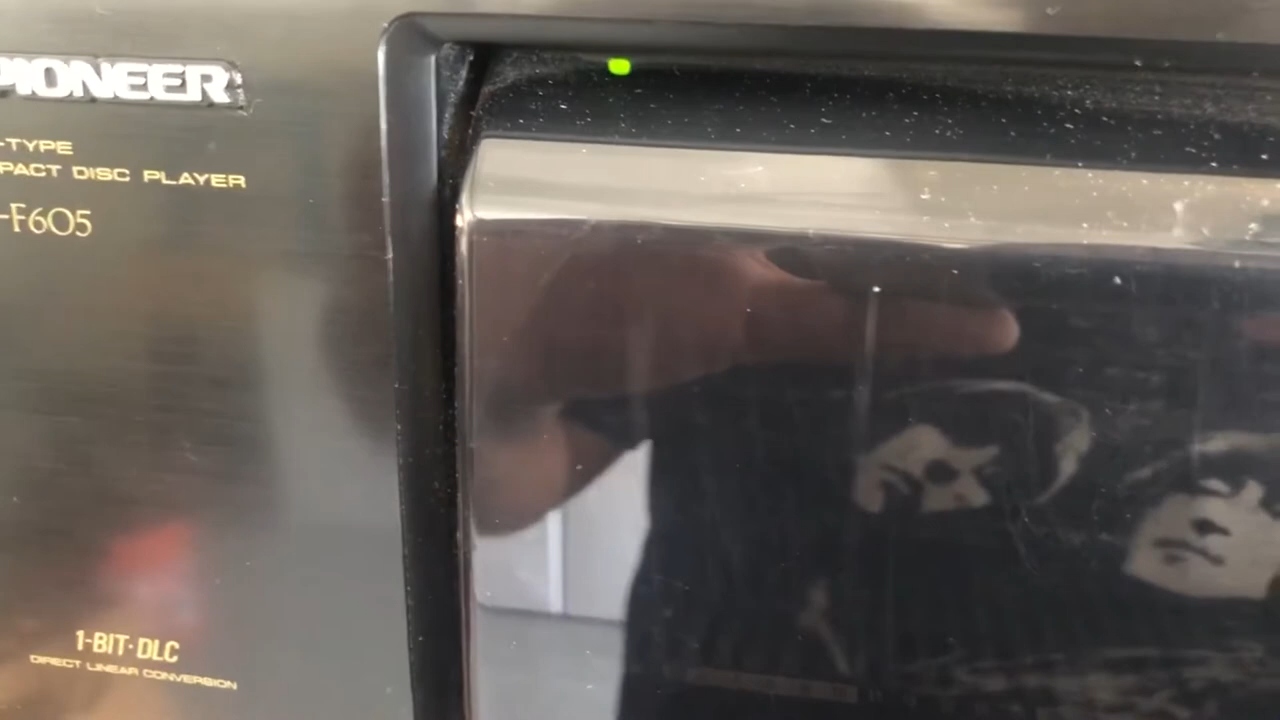 PIONEER
-TYPE
PACT DISC PLAYER
-F605
1-BIT·DLC
DIRECT LINEAR CONVERSION